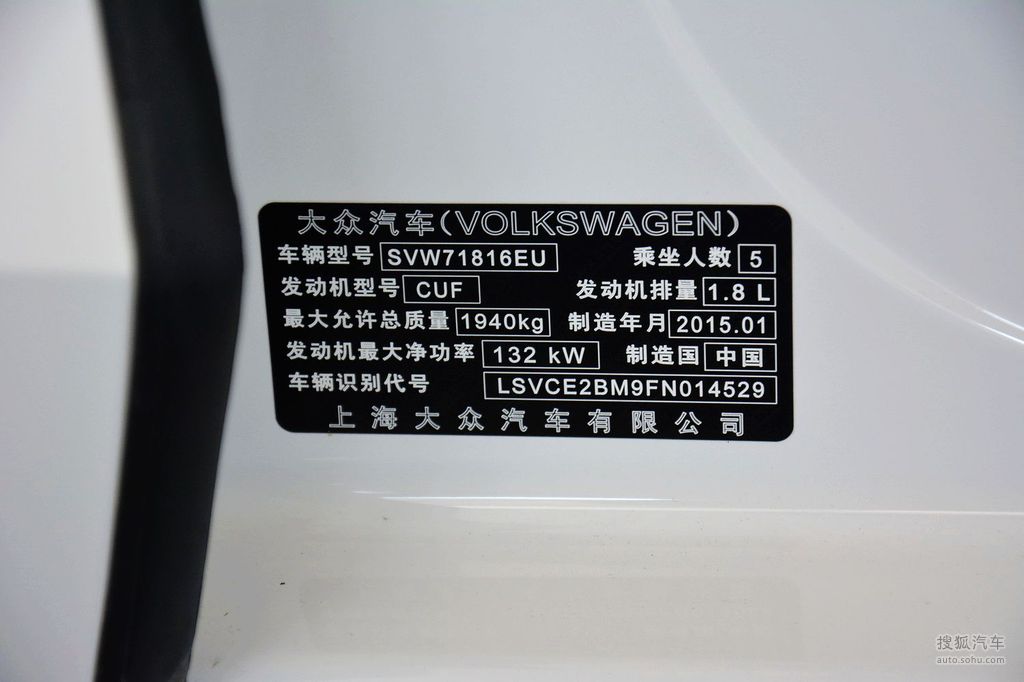 大众汽车(VOLKSWAGEN)
车辆型号 SVW71816EU 乘坐人数 5
发动机型号 CUF 发动机排量 1.8 L
最大允许总质量 1940kg 制造年月 2015.01
发动机最大净功率 132 kW 制造国 中国
车辆识别代号 LSVCE2BM9FN014529
上海大众汽车有限公司
搜狐汽车
auto.sohu.com